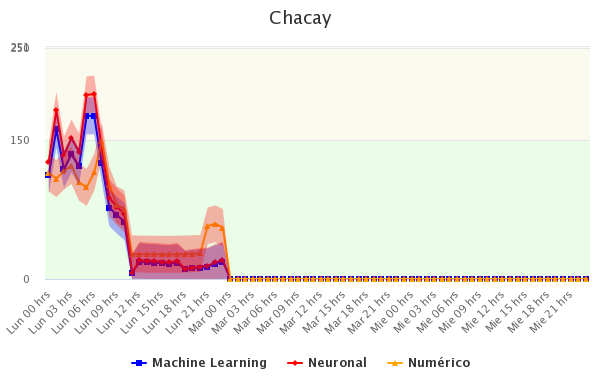 Chacay
251
250
150
0
Lun 00 hrs
Lun 03 hrs
Lun 06 hrs
Lun 09 hrs
Lun 12 hrs
Lun 15 hrs
Lun 18 hrs
Lun 21 hrs
Mar 00 hrs
Mar 03 hrs
Mar 06 hrs
Mar 09 hrs
Mar 12 hrs
Mar 15 hrs
Mar 18 hrs
Mar 21 hrs
Mie 00 hrs
Mie 03 hrs
Mie 06 hrs
Mie 09 hrs
Mie 12 hrs
Mie 15 hrs
Mie 18 hrs
Mie 21 hrs
Machine Learning Neuronal Numérico